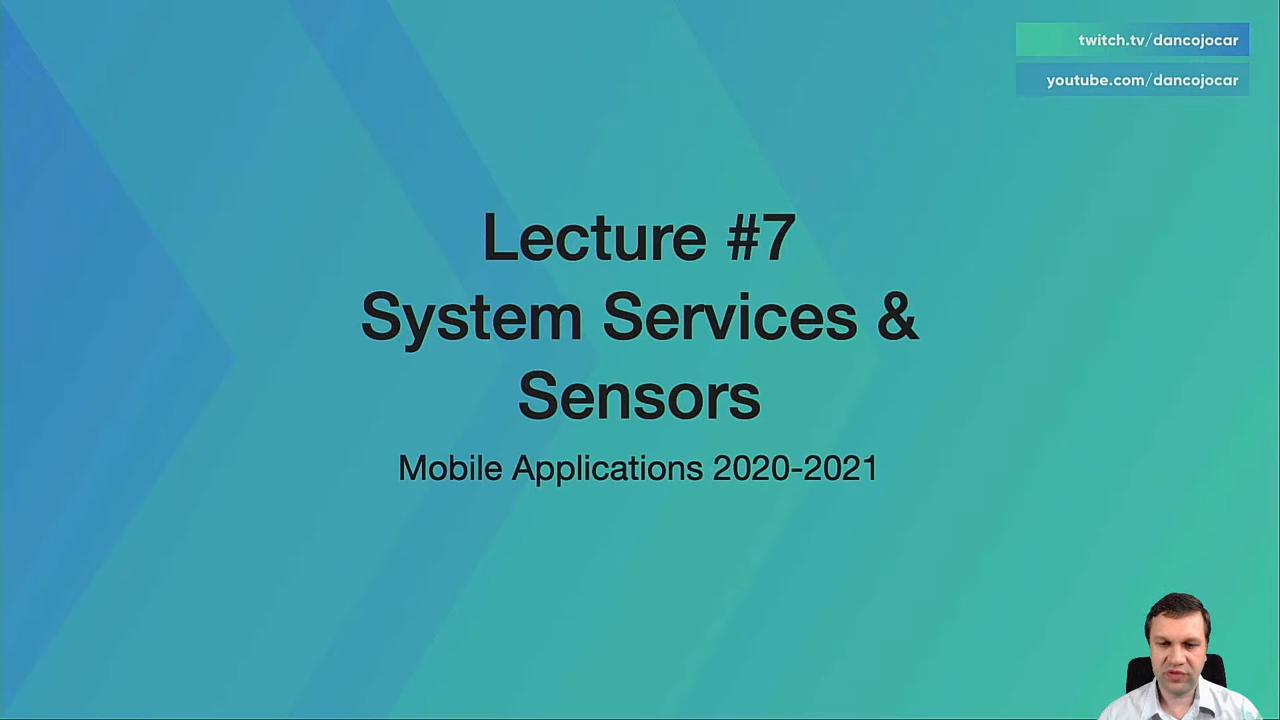 twitch.tv/dancojocar
youtube.com/dancojocar
Lecture #7
System Services &
Sensors
Mobile Applications 2020-2021